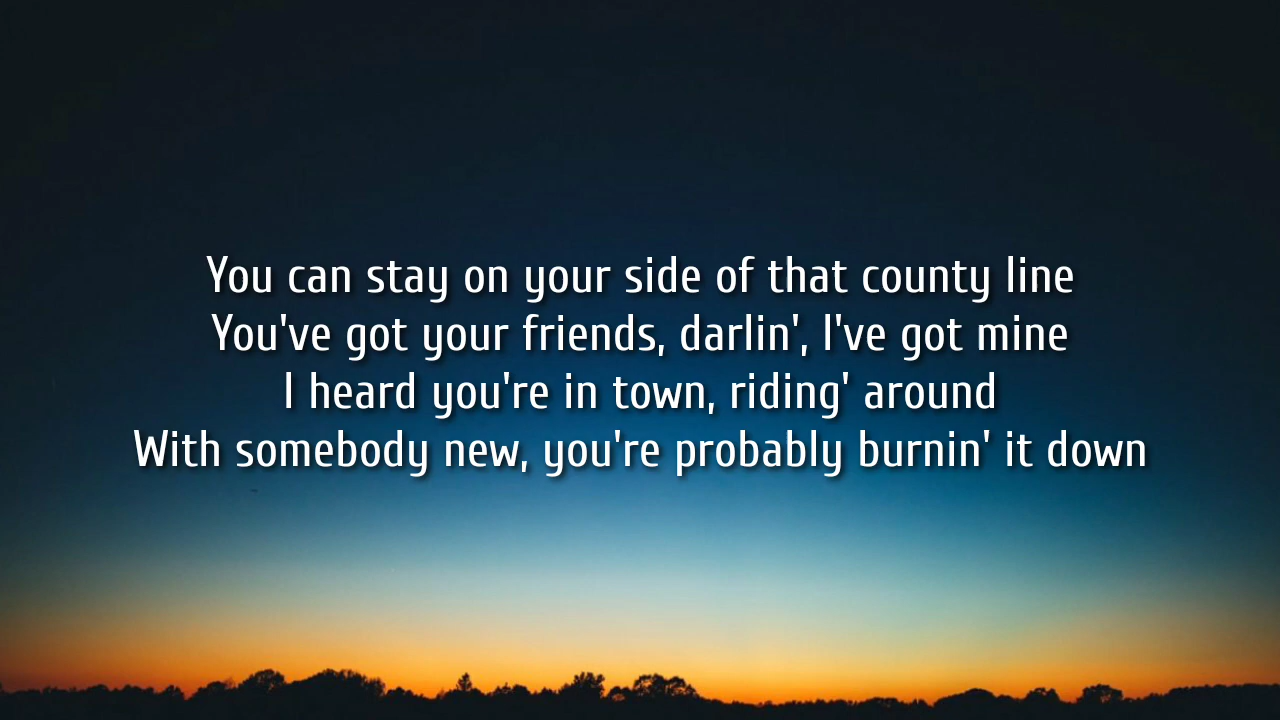 You can stay on your side of that county line
You've got your friends, darlin', I've got mine
I heard you're in town, riding' around
With somebody new, you're probably burnin' it down